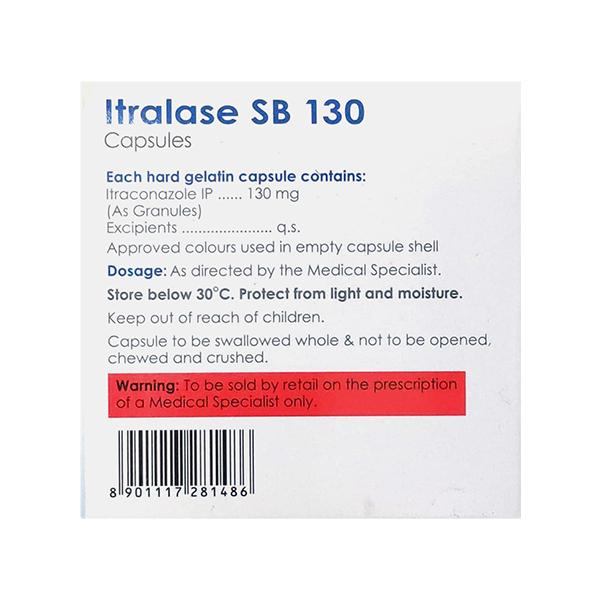 Itralase SB 130
Capsules
Each hard gelatin capsule contains:
Itraconazole IP ...... 130 mg
(As Granules)
Excipients ...................... q.s.
Approved colours used in empty capsule shell
Dosage: As directed by the Medical Specialist.
Store below 30°C. Protect from light and moisture.
Keep out of reach of children.
Capsule to be swallowed whole & not to be opened,
chewed and crushed.
Warning: To be sold by retail on the prescription
of a Medical Specialist only.
8 901117 281486